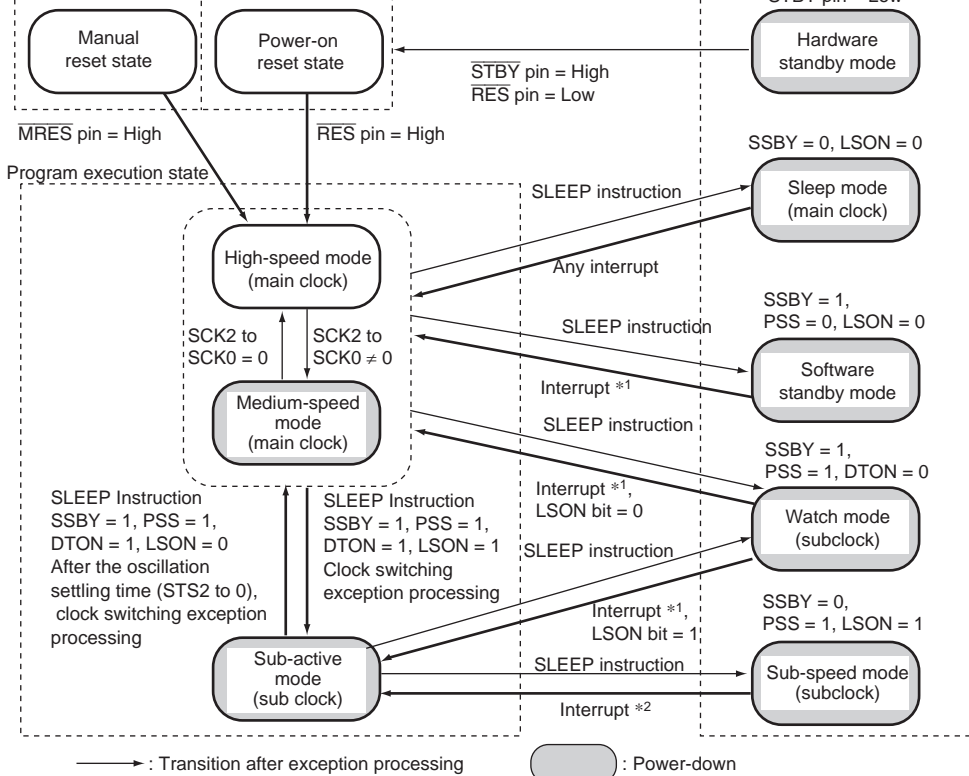 STBY pin = Low
Manual
reset state
Power-on
reset state
Hardware
standby mode
STBY pin = High
RES pin = Low
MRES pin = High
RES pin = High
Program execution state
SSBY = 0, LSON = 0
SLEEP instruction
Sleep mode
(main clock)
High-speed mode
(main clock)
Any interrupt
SCK2 to
SCK0 = 0
SCK2 to
SCK0 ≠ 0
SLEEP instruction
SSBY = 1,
PSS = 0, LSON = 0
Software
standby mode
Interrupt *1
Medium-speed
mode
(main clock)
SLEEP instruction
SSBY = 1,
PSS = 1, DTON = 0
Interrupt *1,
LSON bit = 0
Watch mode
(subclock)
SLEEP Instruction
SSBY = 1, PSS = 1,
DTON = 1, LSON = 0
After the oscillation
settling time (STS2 to 0),
clock switching exception
processing
SLEEP Instruction
SSBY = 1, PSS = 1,
DTON = 1, LSON = 1
Clock switching
exception processing
SLEEP instruction
Interrupt *1,
LSON bit = 1
SSBY = 0,
PSS = 1, LSON = 1
Sub-active
mode
(sub clock)
SLEEP instruction
Sub-speed mode
(subclock)
Interrupt *2
: Transition after exception processing
: Power-down